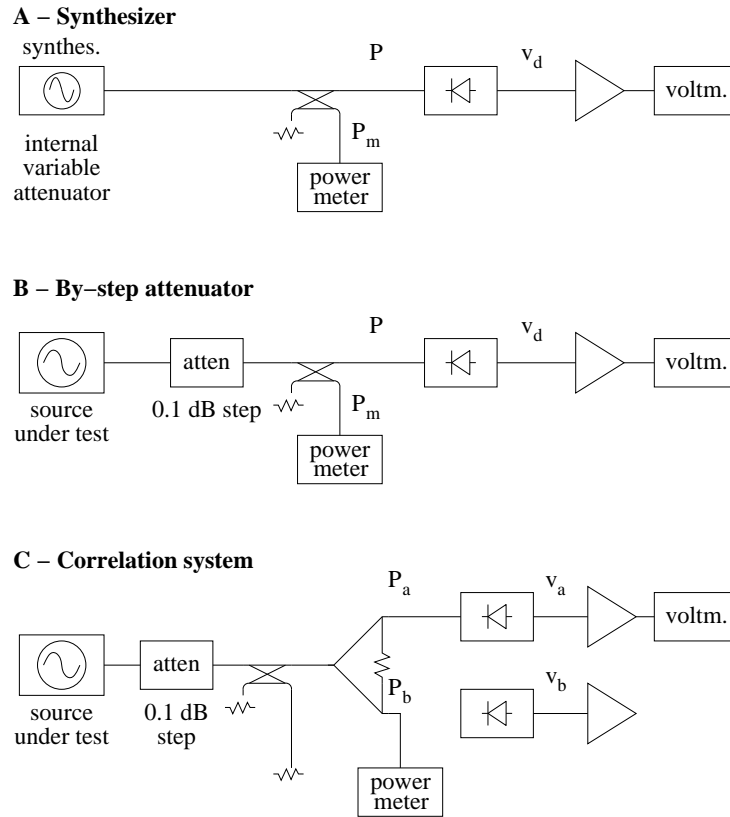 A – Synthesizer
synthes.
P
v_d
voltm.
internal
variable
attenuator
P_m
power
meter
B – By–step attenuator
P
v_d
atten
voltm.
source
under test
0.1 dB step
P_m
power
meter
C – Correlation system
P_a
v_a
voltm.
atten
P_b
v_b
source
under test
0.1 dB
step
power
meter